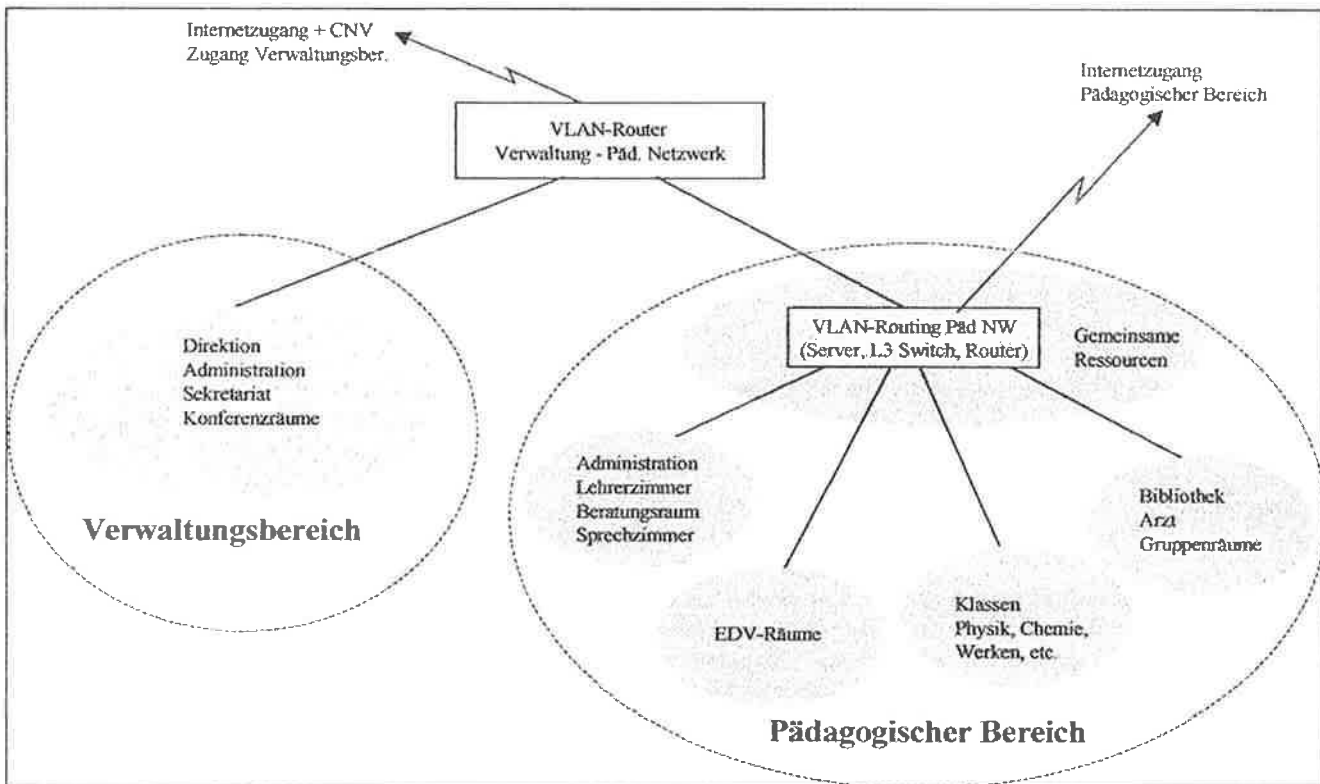 Internetzugang + CNV
Zugang Verwaltungsber.
Internetzugang
Pädagogischer Bereich
VLAN-Router
Verwaltung - Päd. Netzwerk
VLAN-Routing Päd NW
(Server, L3 Switch, Router)
Gemeinsame
Ressourcen
Direktion
Administration
Sekretariat
Konferenzräume
Verwaltungsbereich
Administration
Lehrerzimmer
Beratungsraum
Sprechzimmer
Bibliothek
Arzt
Gruppenräume
EDV-Räume
Klassen
Physik, Chemie,
Werken, etc.
Pädagogischer Bereich